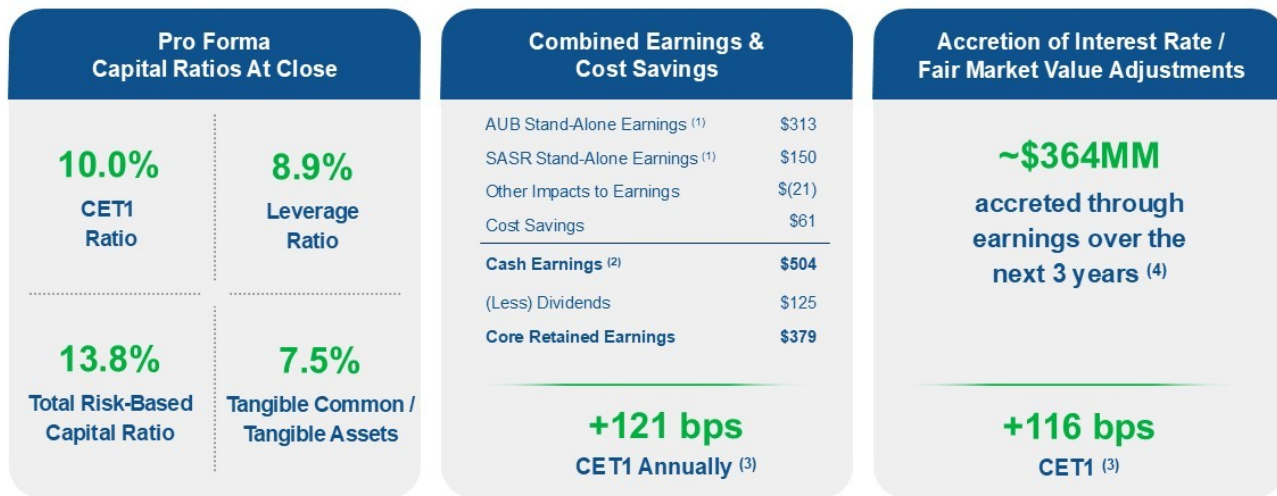 Pro Forma
Capital Ratios At Close
10.0%
CET1
Ratio
8.9%
Leverage
Ratio
13.8%
Total Risk-Based
Capital Ratio
7.5%
Tangible Common /
Tangible Assets
Combined Earnings &
Cost Savings
AUB Stand-Alone Earnings (1) $313
SASR Stand-Alone Earnings (1) $150
Other Impacts to Earnings $(21)
Cost Savings $61
Cash Earnings (2) $504
(Less) Dividends $125
Core Retained Earnings $379
+121 bps
CET1 Annually (3)
Accretion of Interest Rate /
Fair Market Value Adjustments
~$364MM
accreted through
earnings over the
next 3 years (4)
+116 bps
CET1 (3)